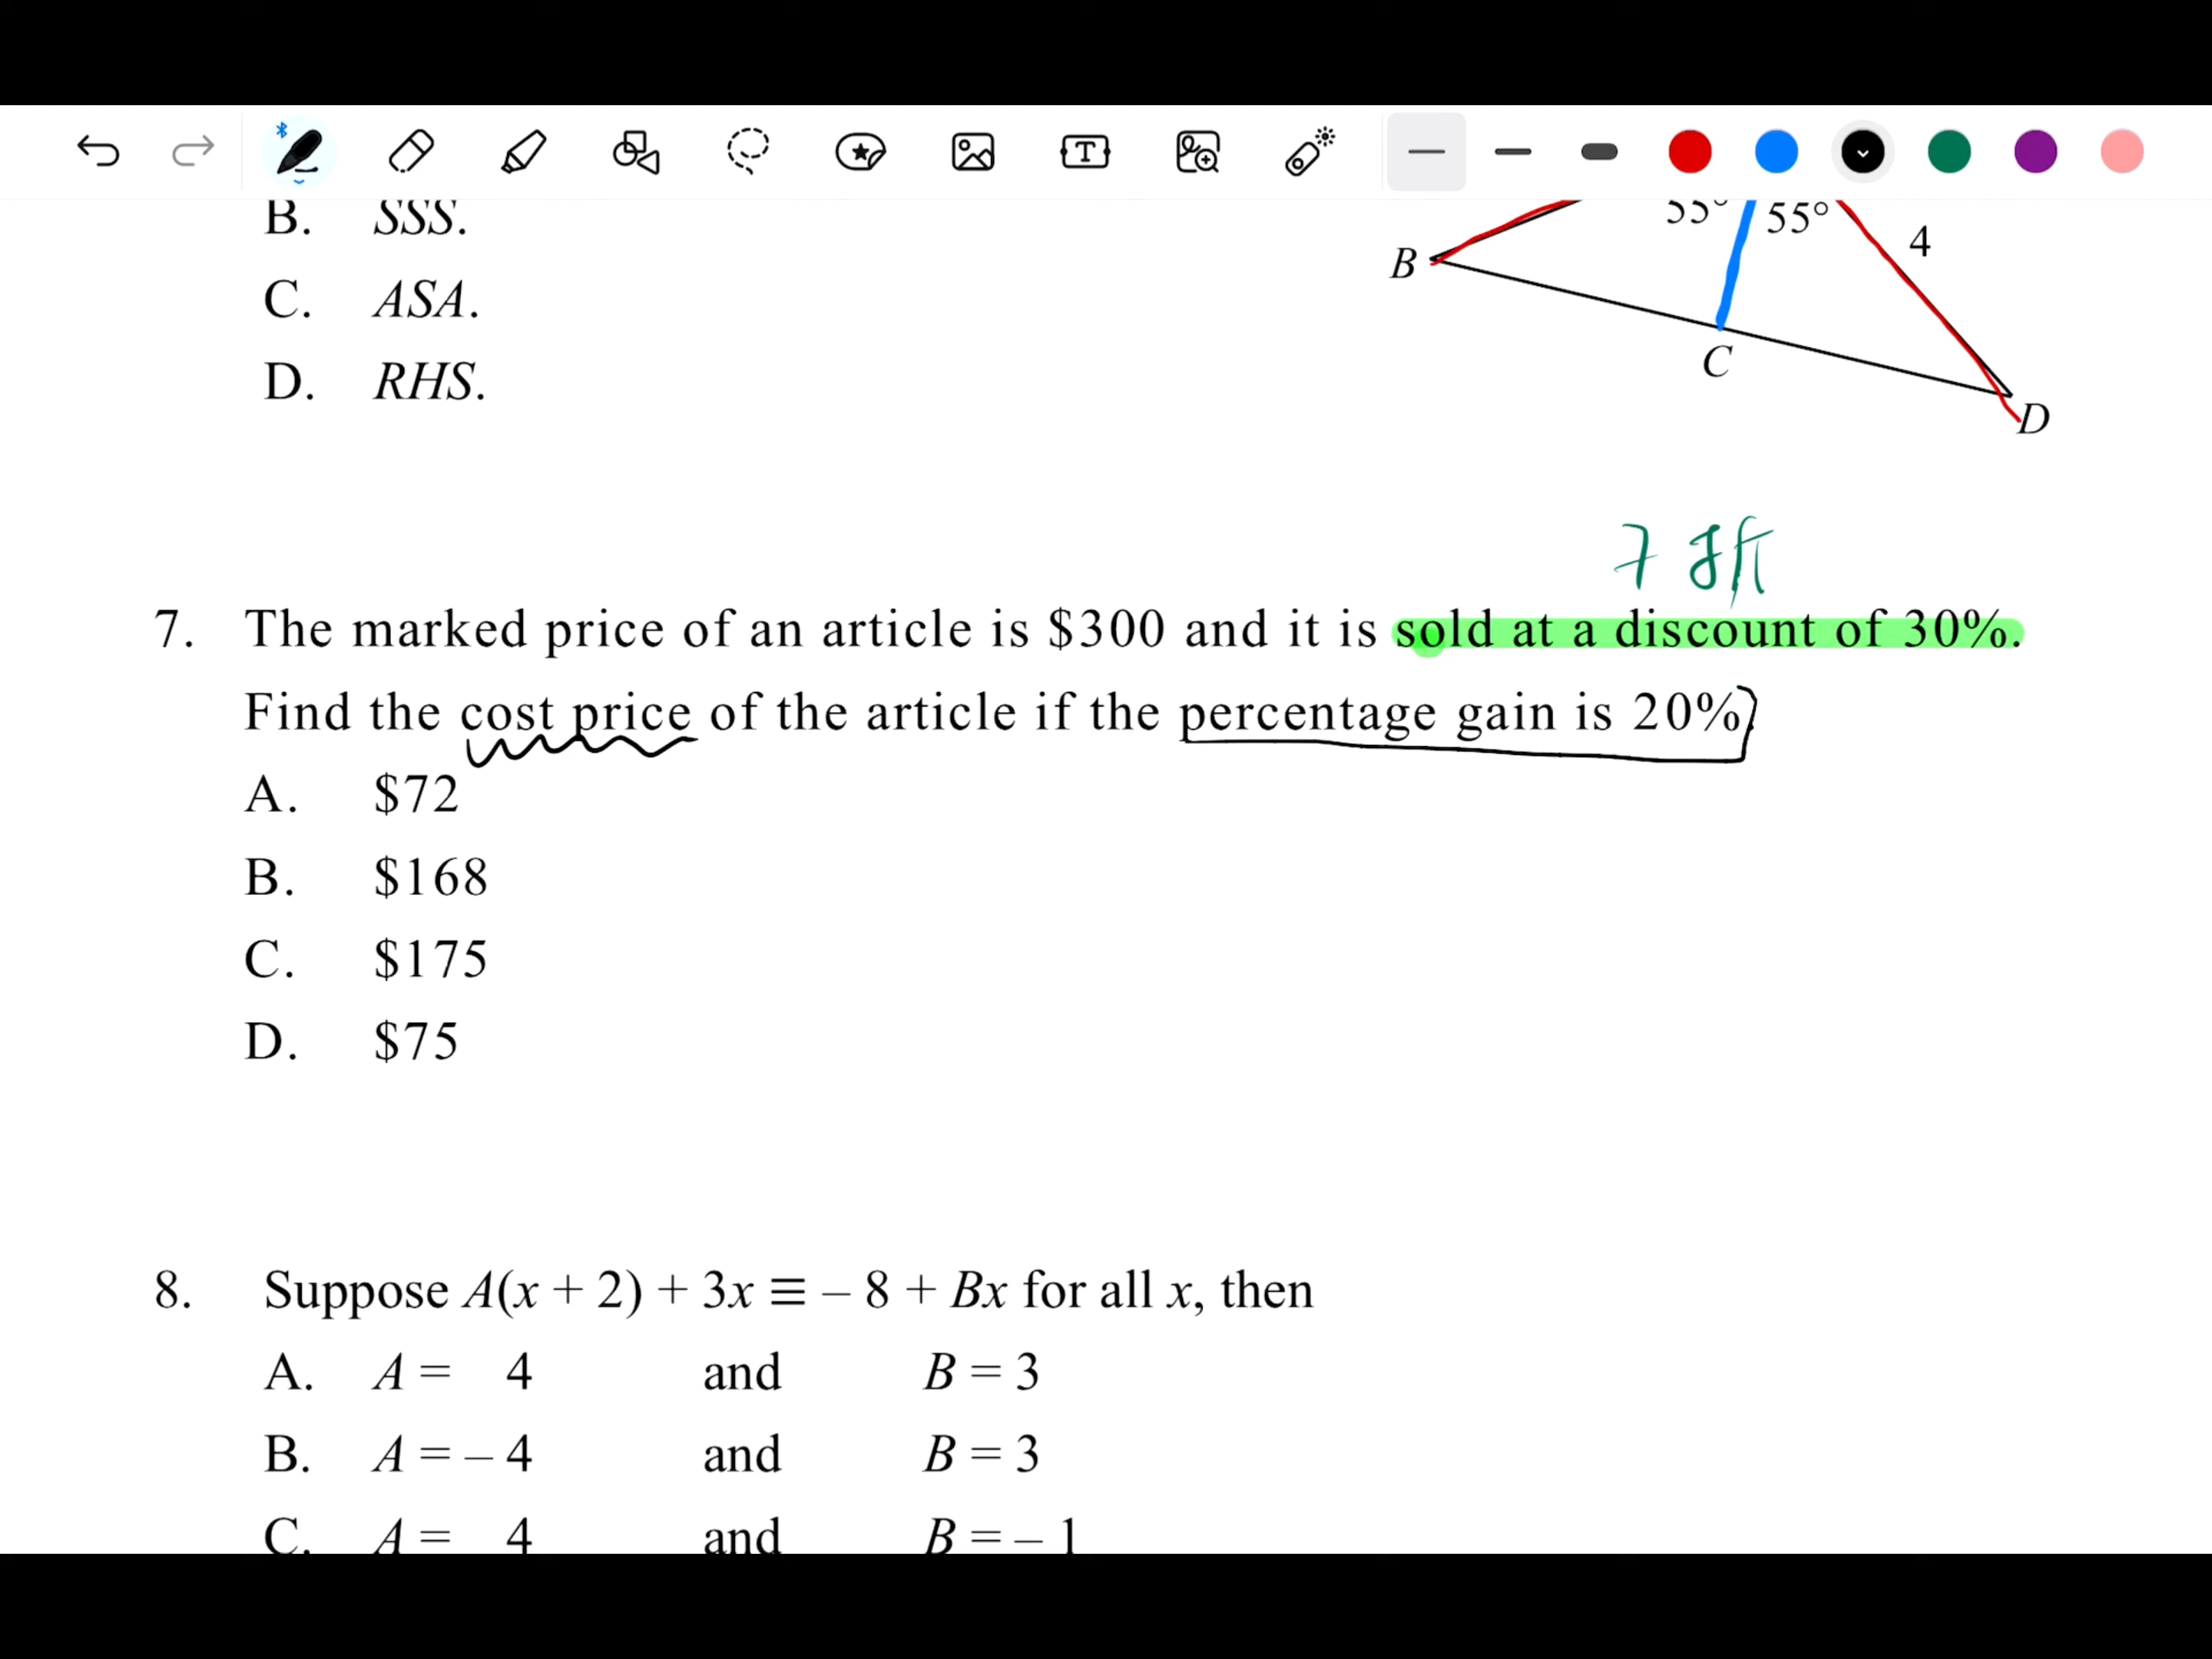 B. SSS.
C. ASA.
D. RHS.
55° 55°
4
B
C
D
7折
7. The marked price of an article is $300 and it is sold at a discount of 30%.
Find the cost price of the article if the percentage gain is 20%.
A. $72
B. $168
C. $175
D. $75
8. Suppose A(x + 2) + 3x ≡ – 8 + Bx for all x, then
A. A = 4 and B = 3
B. A = – 4 and B = 3
C. A = 4 and B = – 1